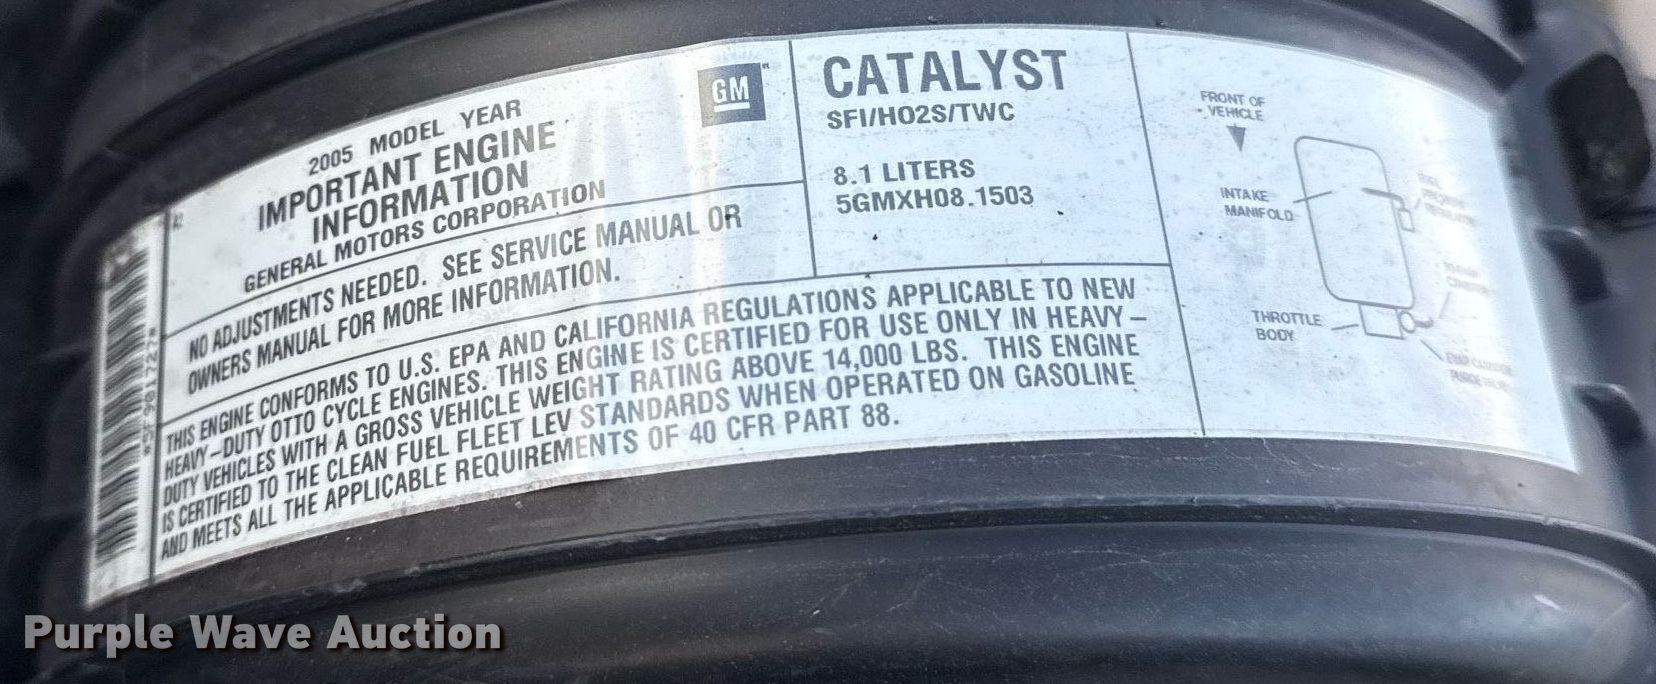 2005 MODEL YEAR
IMPORTANT ENGINE
INFORMATION
GENERAL MOTORS CORPORATION
GM
NO ADJUSTMENTS NEEDED. SEE SERVICE MANUAL OR
OWNERS MANUAL FOR MORE INFORMATION.
CATALYST
SFI/HO2S/TWC
8.1 LITERS
5GMXH08.1503
THIS ENGINE CONFORMS TO U.S. EPA AND CALIFORNIA REGULATIONS APPLICABLE TO NEW
HEAVY-DUTY OTTO CYCLE ENGINES. THIS ENGINE IS CERTIFIED FOR USE ONLY IN HEAVY-
DUTY VEHICLES WITH A GROSS VEHICLE WEIGHT RATING ABOVE 14,000 LBS. THIS ENGINE
IS CERTIFIED TO THE CLEAN FUEL FLEET LEV STANDARDS WHEN OPERATED ON GASOLINE
AND MEETS ALL THE APPLICABLE REQUIREMENTS OF 40 CFR PART 88.
FRONT OF
VEHICLE
INTAKE
MANIFOLD
THROTTLE
BODY
Purple Wave Auction